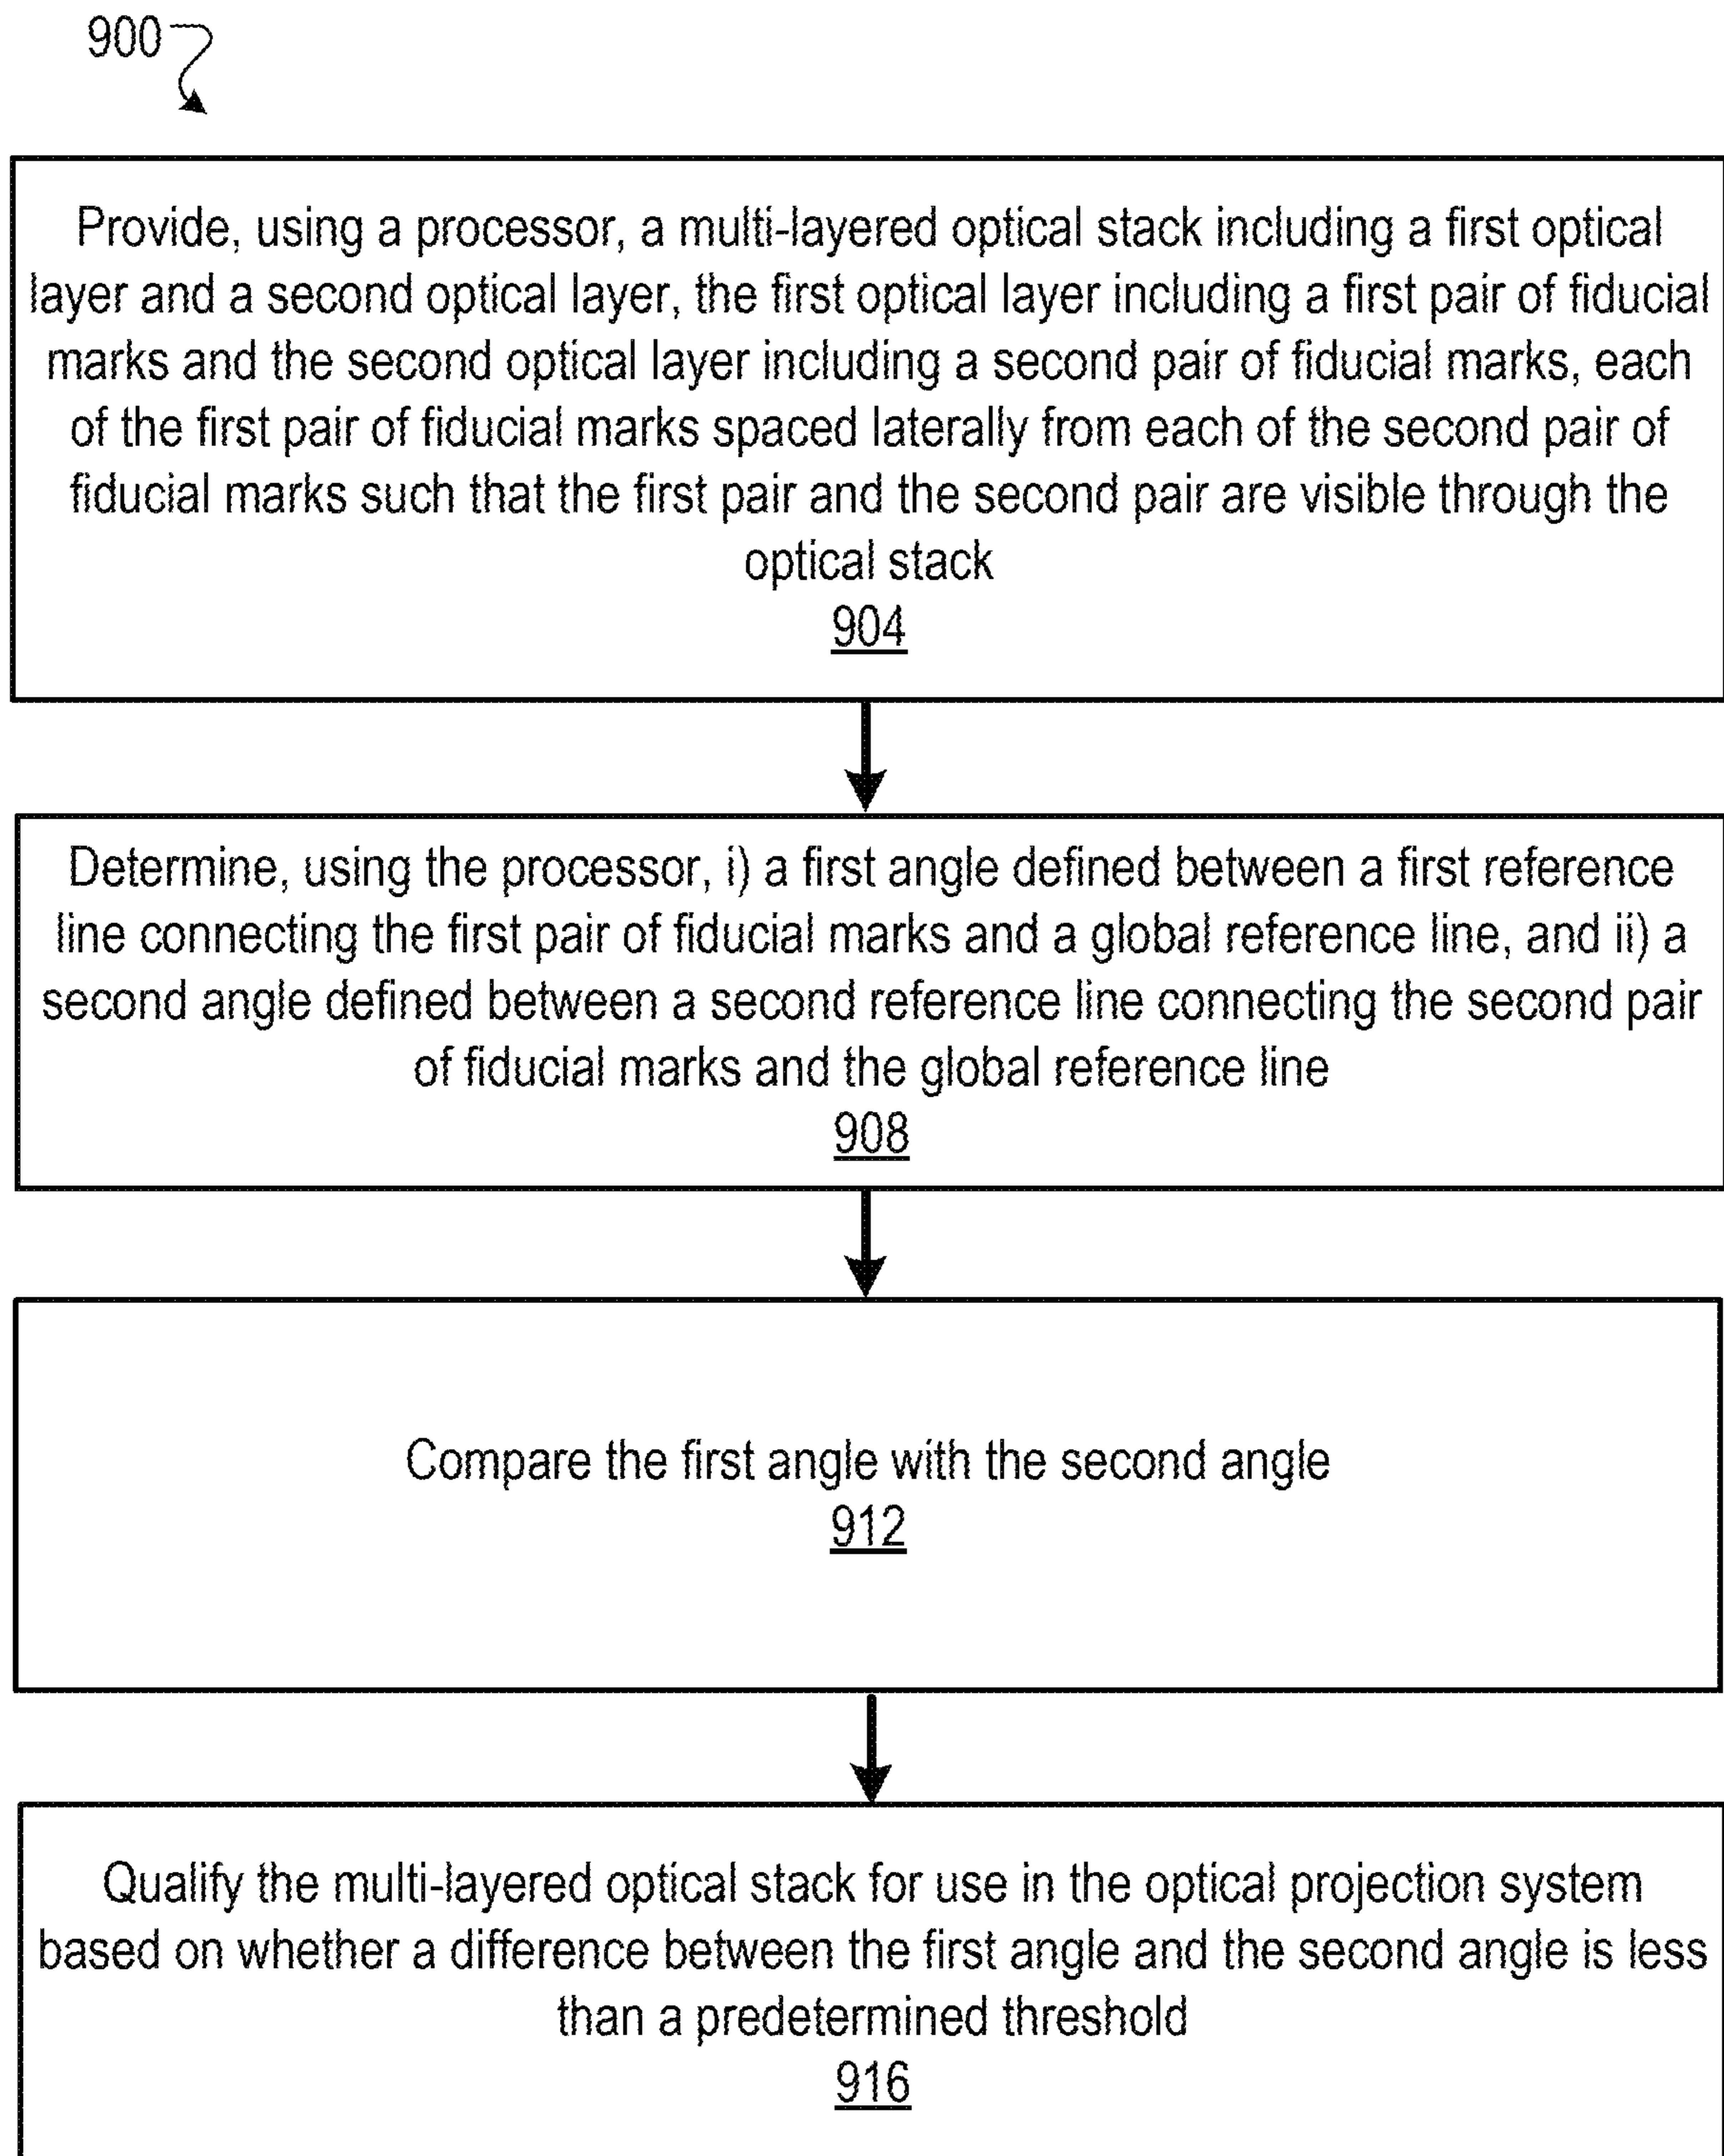 900
Provide, using a processor, a multi-layered optical stack including a first optical
layer and a second optical layer, the first optical layer including a first pair of fiducial
marks and the second optical layer including a second pair of fiducial marks, each
of the first pair of fiducial marks spaced laterally from each of the second pair of
fiducial marks such that the first pair and the second pair are visible through the
optical stack
904
Determine, using the processor, i) a first angle defined between a first reference
line connecting the first pair of fiducial marks and a global reference line, and ii) a
second angle defined between a second reference line connecting the second pair
of fiducial marks and the global reference line
908
Compare the first angle with the second angle
912
Qualify the multi-layered optical stack for use in the optical projection system
based on whether a difference between the first angle and the second angle is less
than a predetermined threshold
916